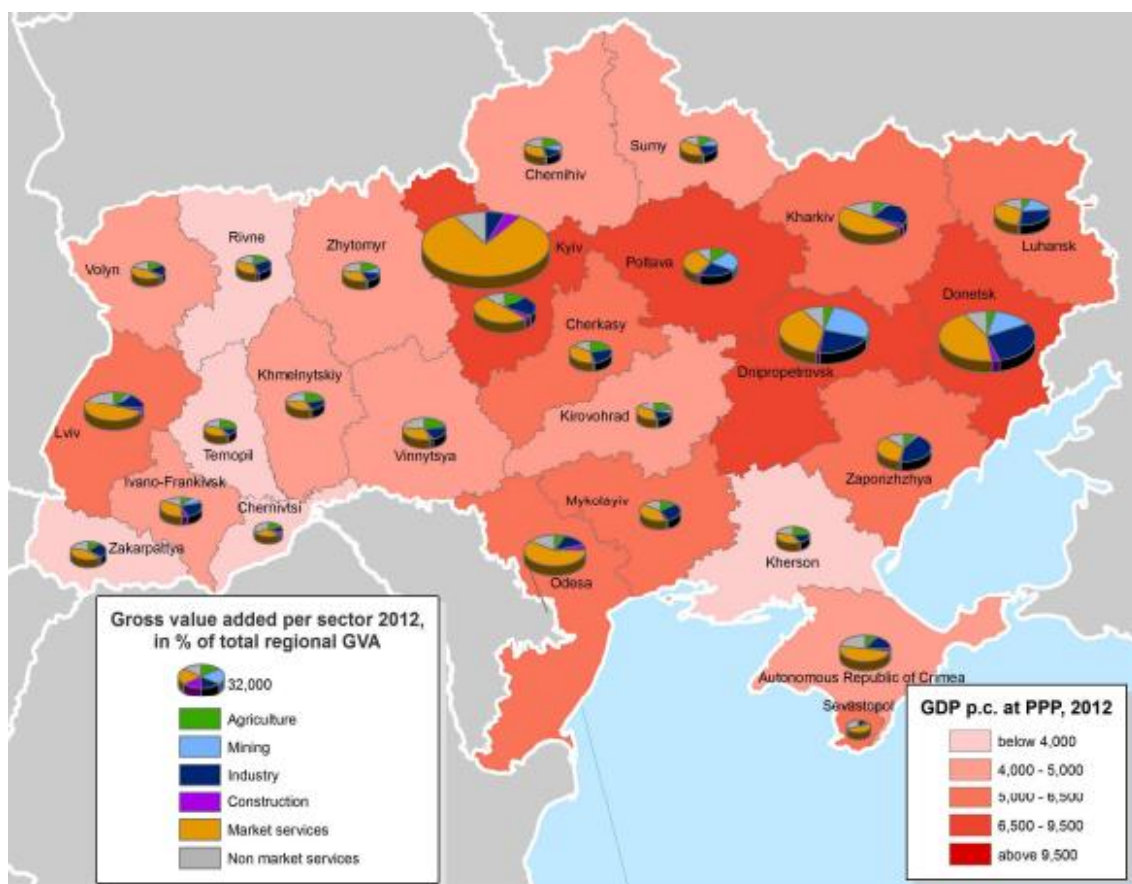 Chernihiv
Sumy
Kharkiv
Luhansk
Rivne
Zhytomyr
Volyn
Kyiv
Poltava
Donetsk
Cherkasy
Dnipropetrovsk
Khmelnytskiy
Kirovohrad
Lviv
Ternopil
Vinnytsya
Zaponzhzhya
Ivano-Frankivsk
Chernivtsi
Mykolayiv
Zakarpattya
Kherson
Odesa
Autonomous Republic of Crimea
Sevastopol
Gross value added per sector 2012,
in % of total regional GVA
32,000
Agriculture
Mining
Industry
Construction
Market services
Non market services
GDP p.c. at PPP, 2012
below 4,000
4,000 - 5,000
5,000 - 6,500
6,500 - 9,500
above 9,500